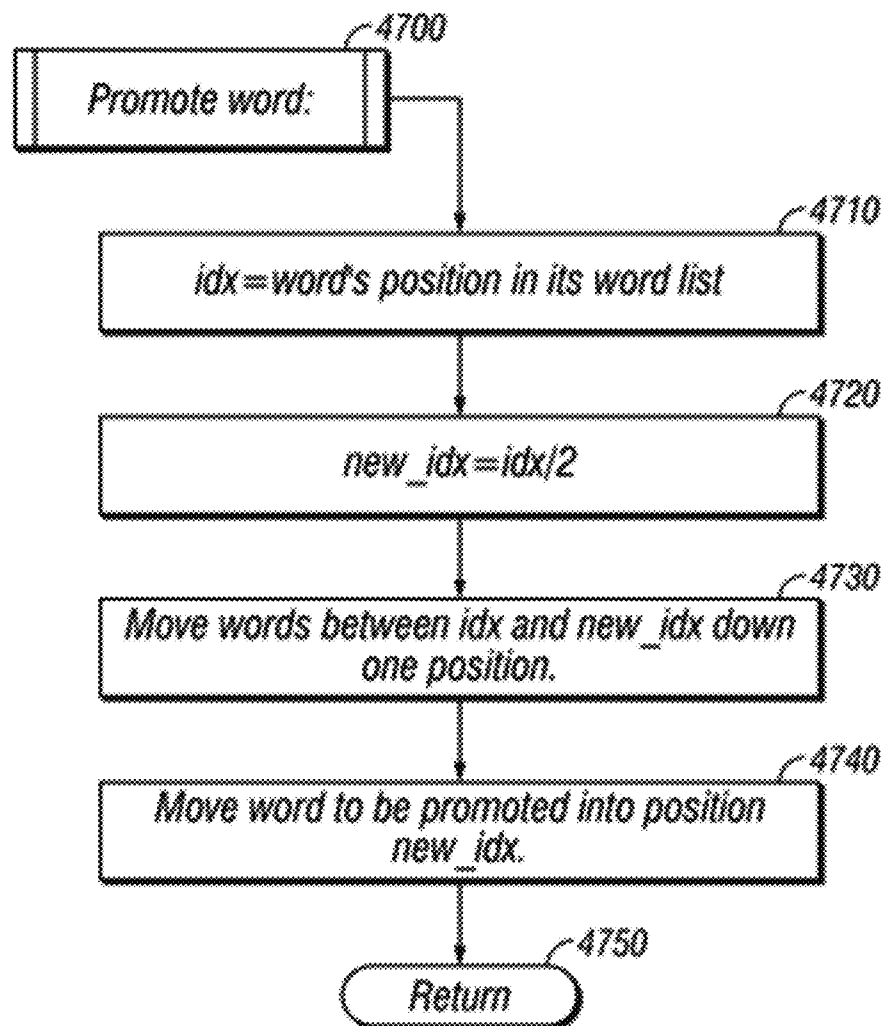 4700
Promote word:
4710
idx=word's position in its word list
4720
new_idx=idx/2
4730
Move words between idx and new_idx down
one position.
4740
Move word to be promoted into position
new_idx.
4750
Return